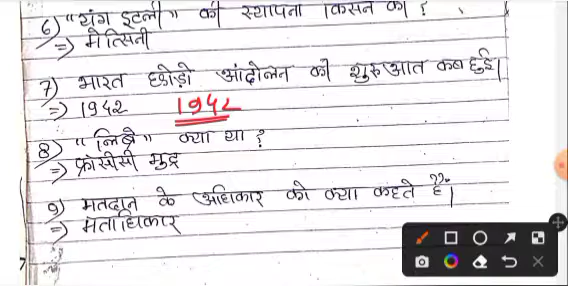 6) "यंग इटली" की स्थापना किसने की ?
=> मेत्सिनी
7) भारत छोड़ो आंदोलन की शुरुआत कब हुई।
=> 1942 1942
8) "लिव्रे" क्या था ?
=> फ्रांसीसी मुद्रा
9) मतदान के अधिकार को क्या कहते है।
=> मताधिकार